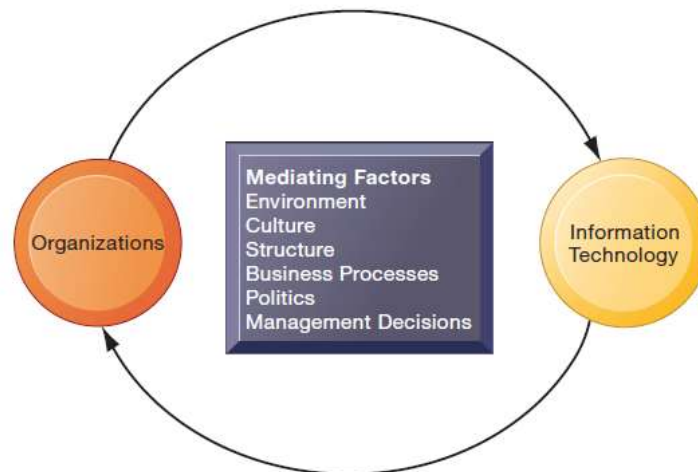 Organizations
Mediating Factors
Environment
Culture
Structure
Business Processes
Politics
Management Decisions
Information
Technology